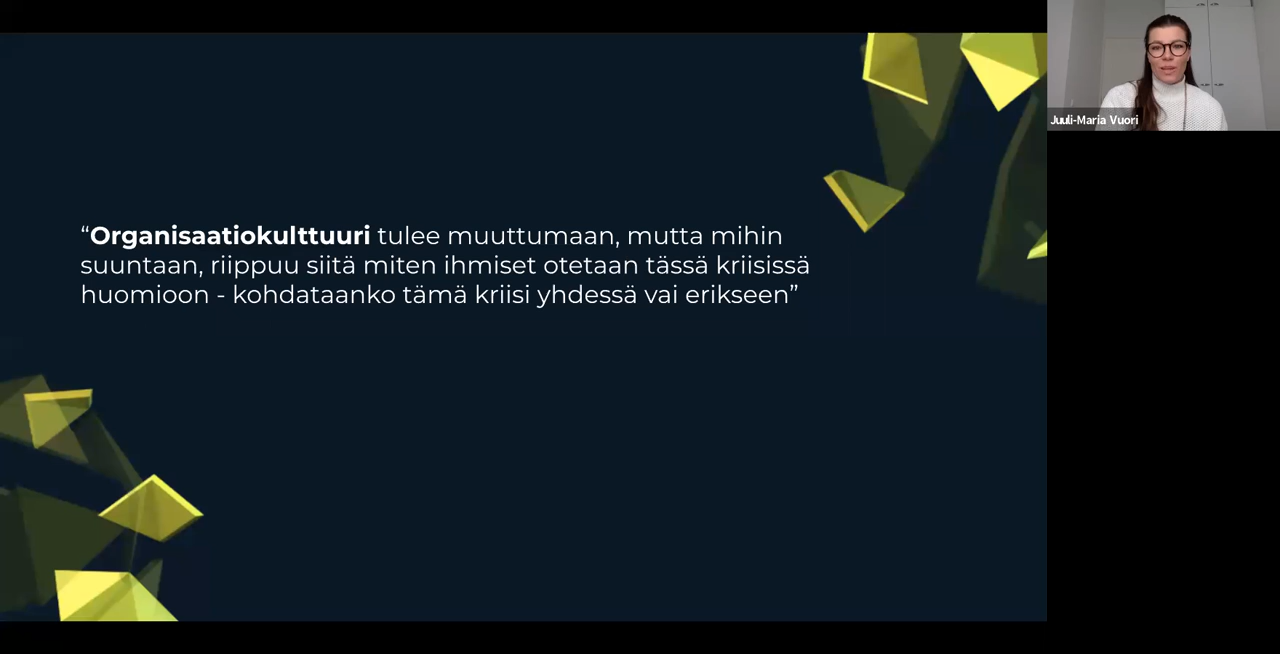 “Organisaatiokulttuuri tulee muuttumaan, mutta mihin
suuntaan, riippuu siitä miten ihmiset otetaan tässä kriisissä
huomioon - kohdataanko tämä kriisi yhdessä vai erikseen”
Juuli-Maria Vuori